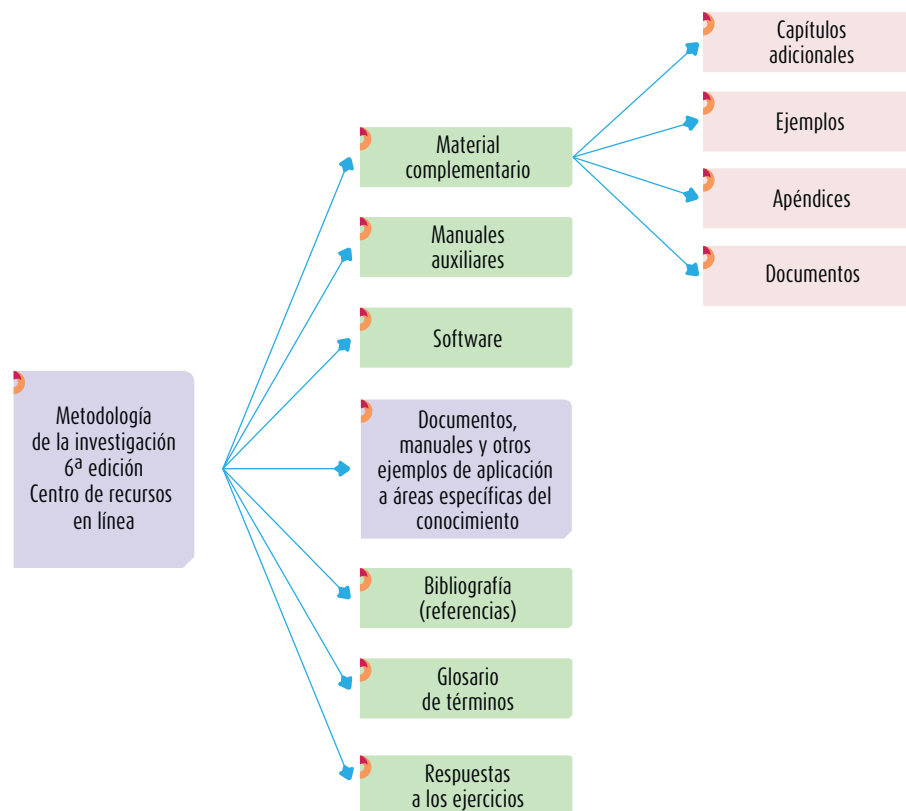 Capítulos
adicionales
Ejemplos
Apéndices
Documentos
Material
complementario
Manuales
auxiliares
Software
Metodología
de la investigación
6ª edición
Centro de recursos
en línea
Documentos,
manuales y otros
ejemplos de aplicación
a áreas específicas del
conocimiento
Bibliografía
(referencias)
Glosario
de términos
Respuestas
a los ejercicios